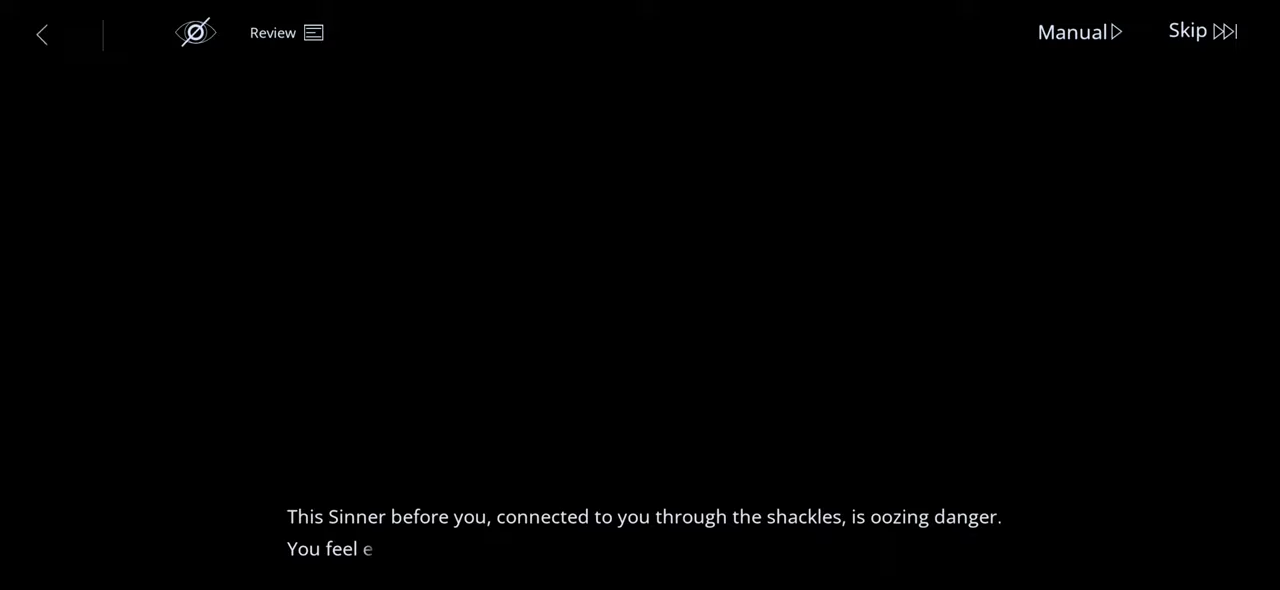 Review
Manual
Skip
This Sinner before you, connected to you through the shackles, is oozing danger.
You feel e